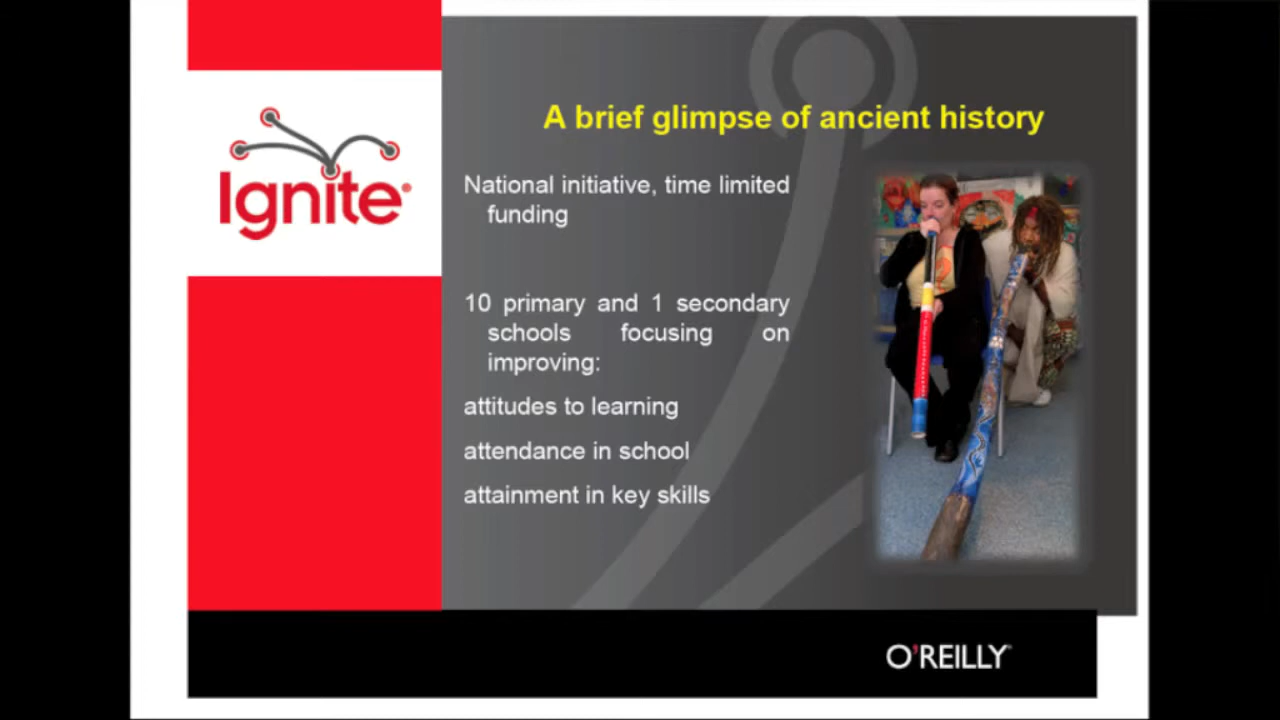 Ignite®
A brief glimpse of ancient history
National initiative, time limited
funding
10 primary and 1 secondary
schools focusing on
improving:
attitudes to learning
attendance in school
attainment in key skills
O'REILLY